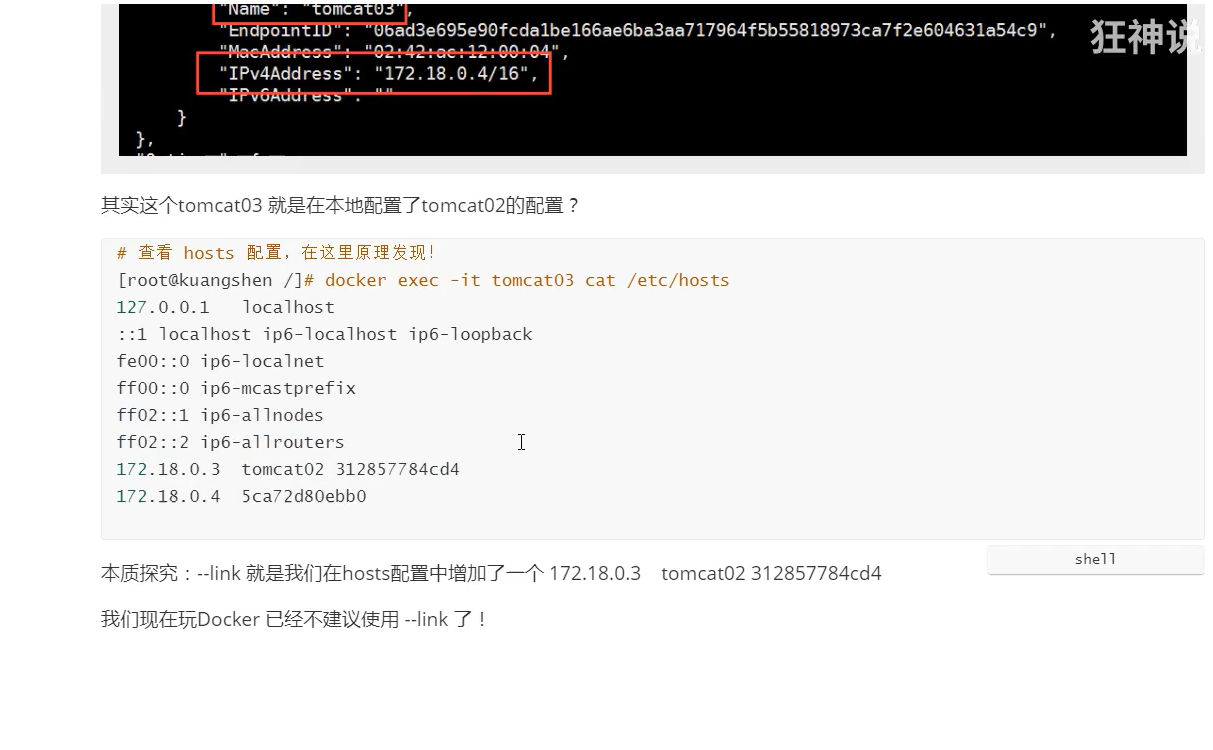 "Name": "tomcat03",
"EndpointID": "06ad3e695e90fcda1be166ae6ba3aa717964f5b55818973ca7f2e604631a54c9",
狂神说
"MacAddress": "02:42:ac:12:00:04",
"IPv4Address": "172.18.0.4/16",
"IPv6Address": ""
}
},
其实这个tomcat03 就是在本地配置了tomcat02的配置？
# 查看 hosts 配置，在这里原理发现！
[root@kuangshen /]# docker exec -it tomcat03 cat /etc/hosts
127.0.0.1   localhost
::1 localhost ip6-localhost ip6-loopback
fe00::0 ip6-localnet
ff00::0 ip6-mcastprefix
ff02::1 ip6-allnodes
ff02::2 ip6-allrouters
172.18.0.3  tomcat02 312857784cd4
172.18.0.4  5ca72d80ebb0
shell
本质探究：--link 就是我们在hosts配置中增加了一个 172.18.0.3    tomcat02 312857784cd4
我们现在玩Docker 已经不建议使用 --link 了！